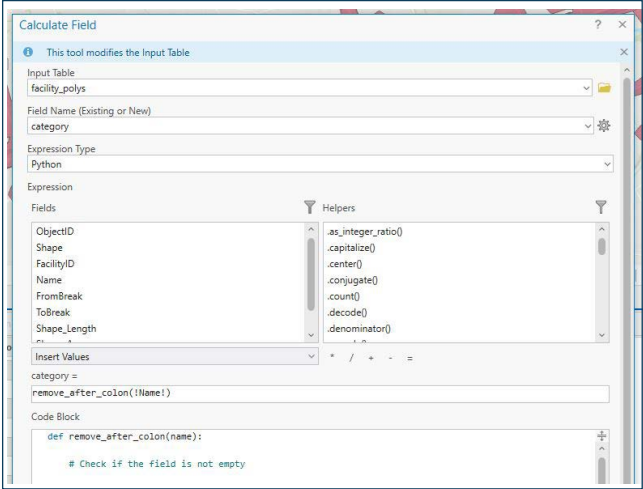 Calculate Field ? ×
This tool modifies the Input Table ×
Input Table
facility_polys
Field Name (Existing or New)
category
Expression Type
Python
Expression
Fields
Helpers
ObjectID
Shape
FacilityID
Name
FromBreak
ToBreak
Shape_Length
.as_integer_ratio()
.capitalize()
.center()
.conjugate()
.count()
.decode()
.denominator()
Insert Values
* / + - =
category =
remove_after_colon(!Name!)
Code Block
def remove_after_colon(name):
# Check if the field is not empty